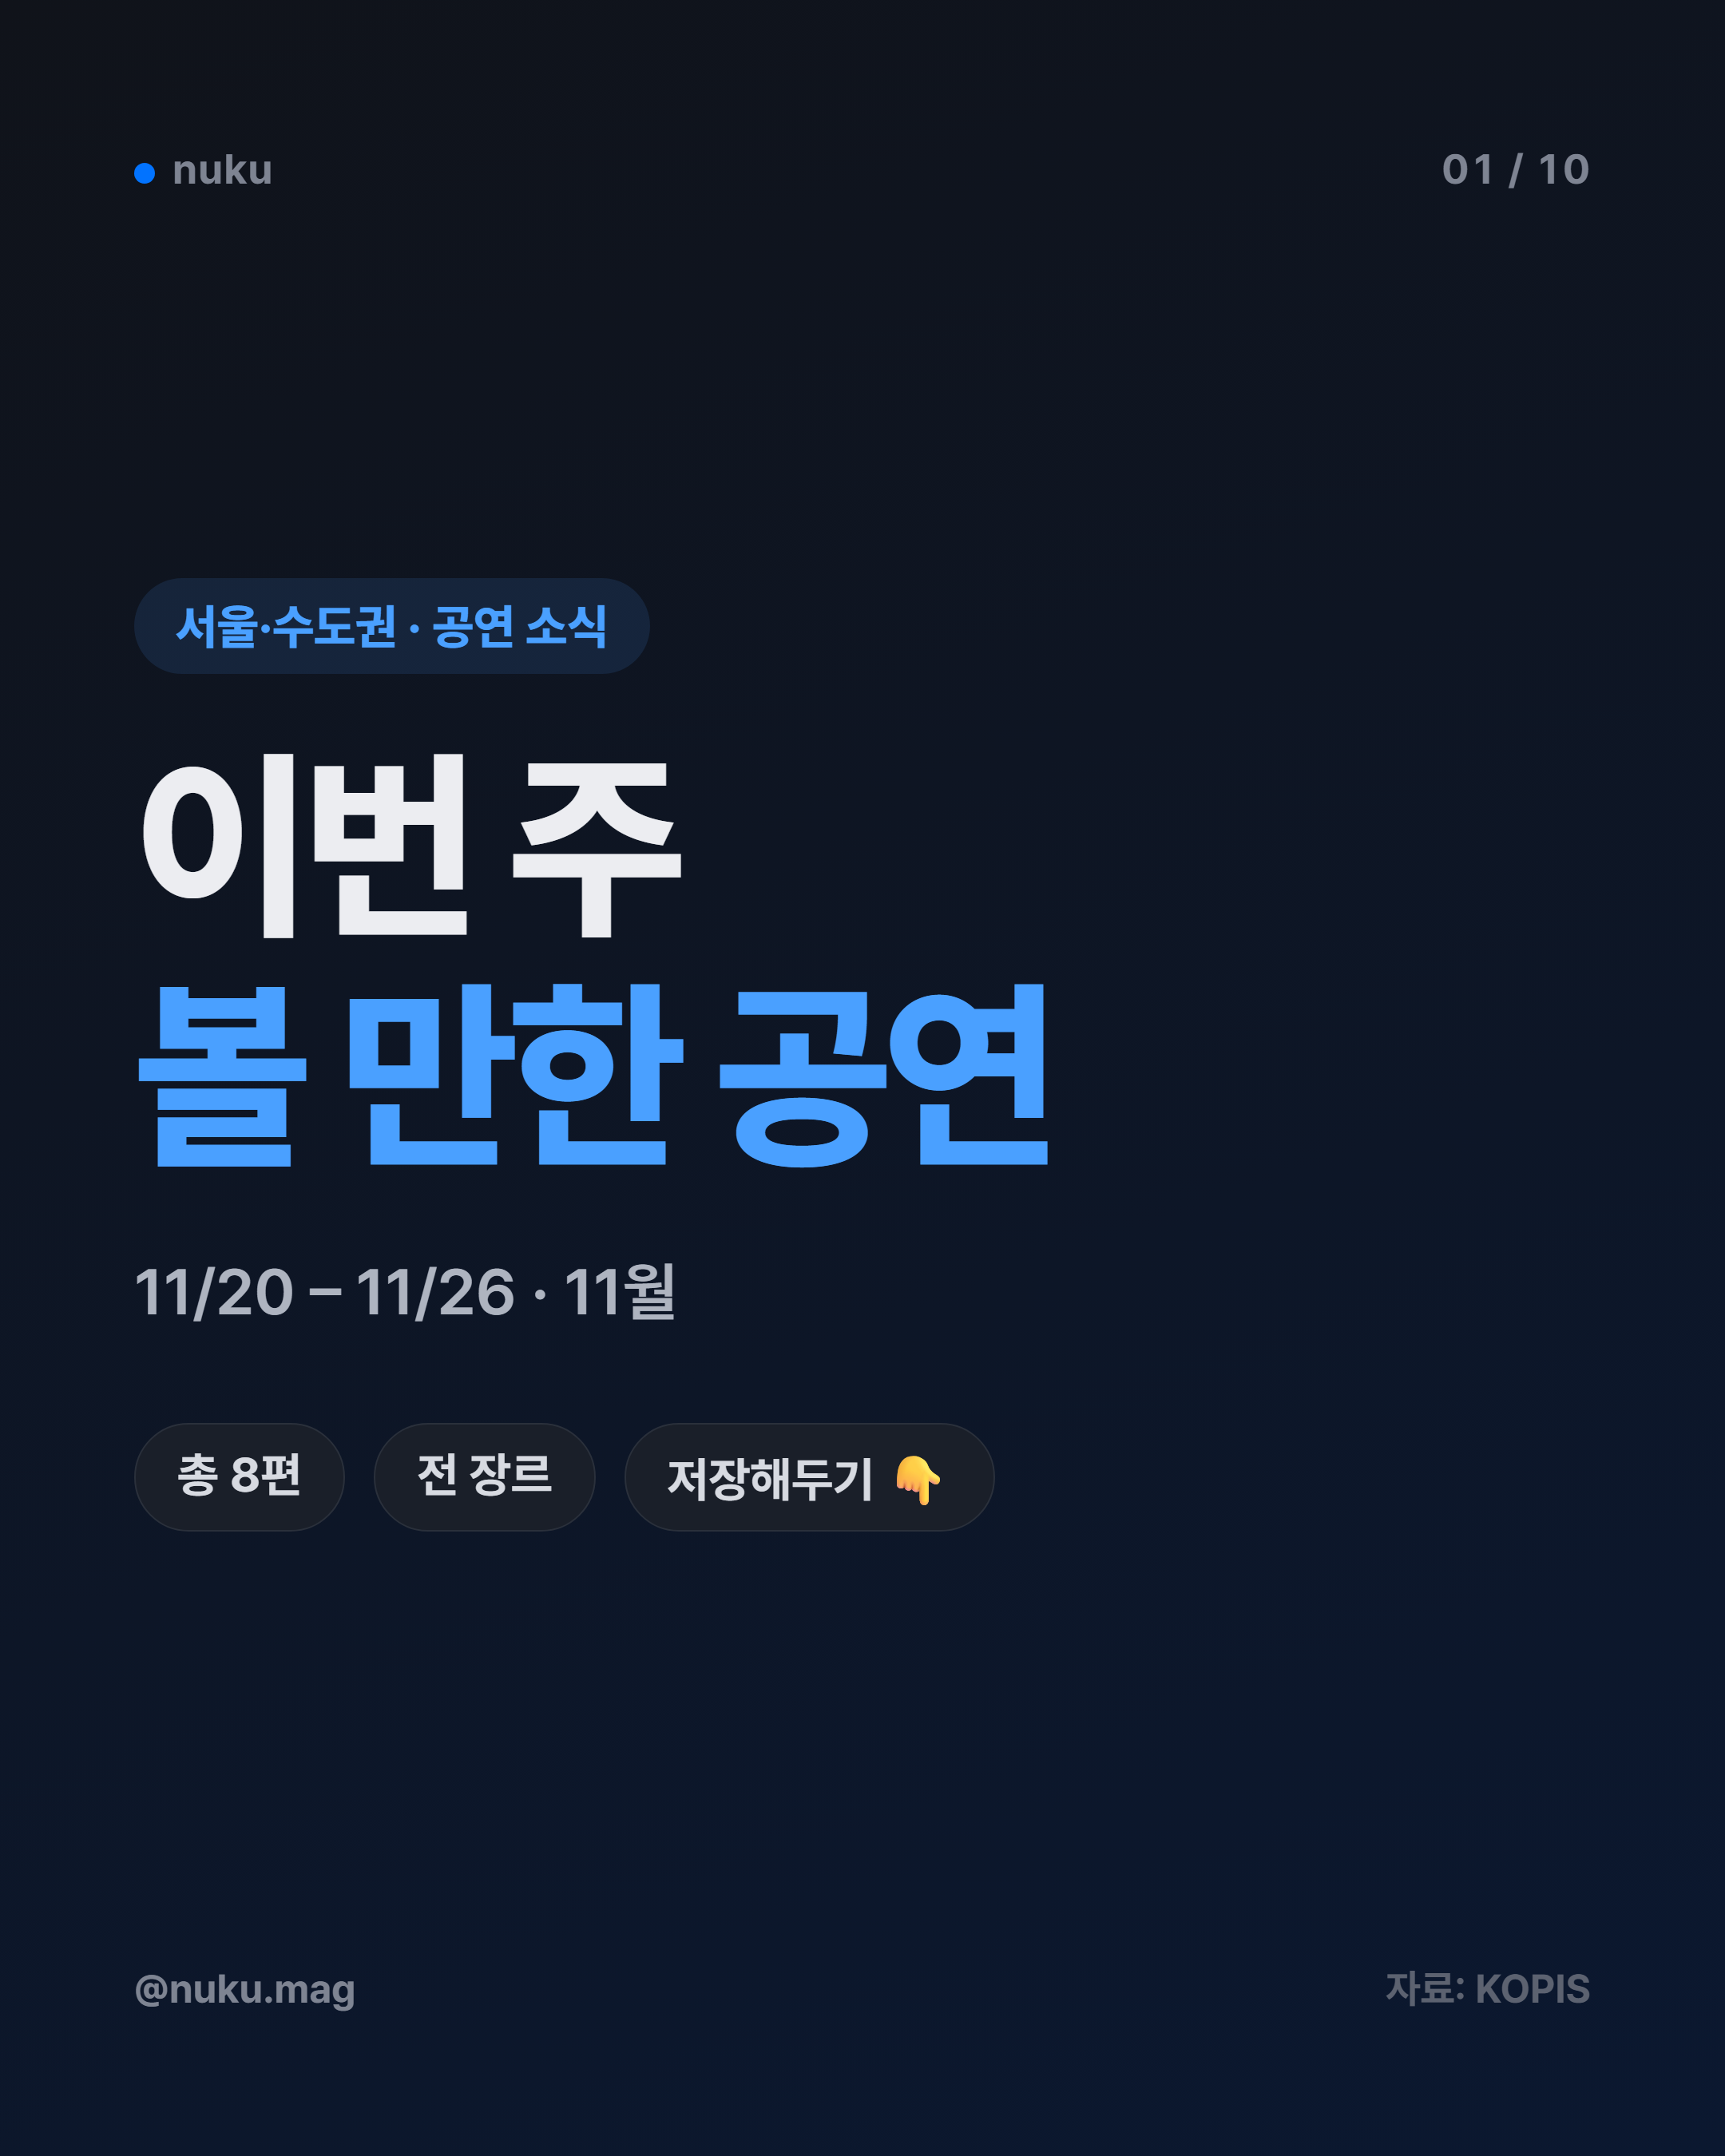 nuku
01 / 10
서울·수도권 · 공연 소식
이번 주
볼 만한 공연
11/20 – 11/26 · 11월
총 8편
전 장르
저장해두기 👇
@nuku.mag
자료: KOPIS